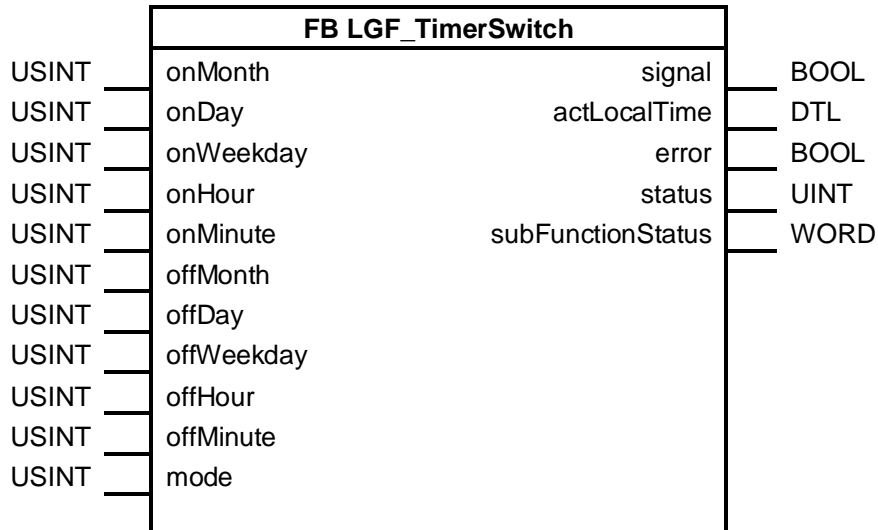 FB LGF_TimerSwitch
USINT onMonth signal BOOL
USINT onDay actLocalTime DTL
USINT onWeekday error BOOL
USINT onHour status UINT
USINT onMinute subFunctionStatus WORD
USINT offMonth
USINT offDay
USINT offWeekday
USINT offHour
USINT offMinute
USINT mode